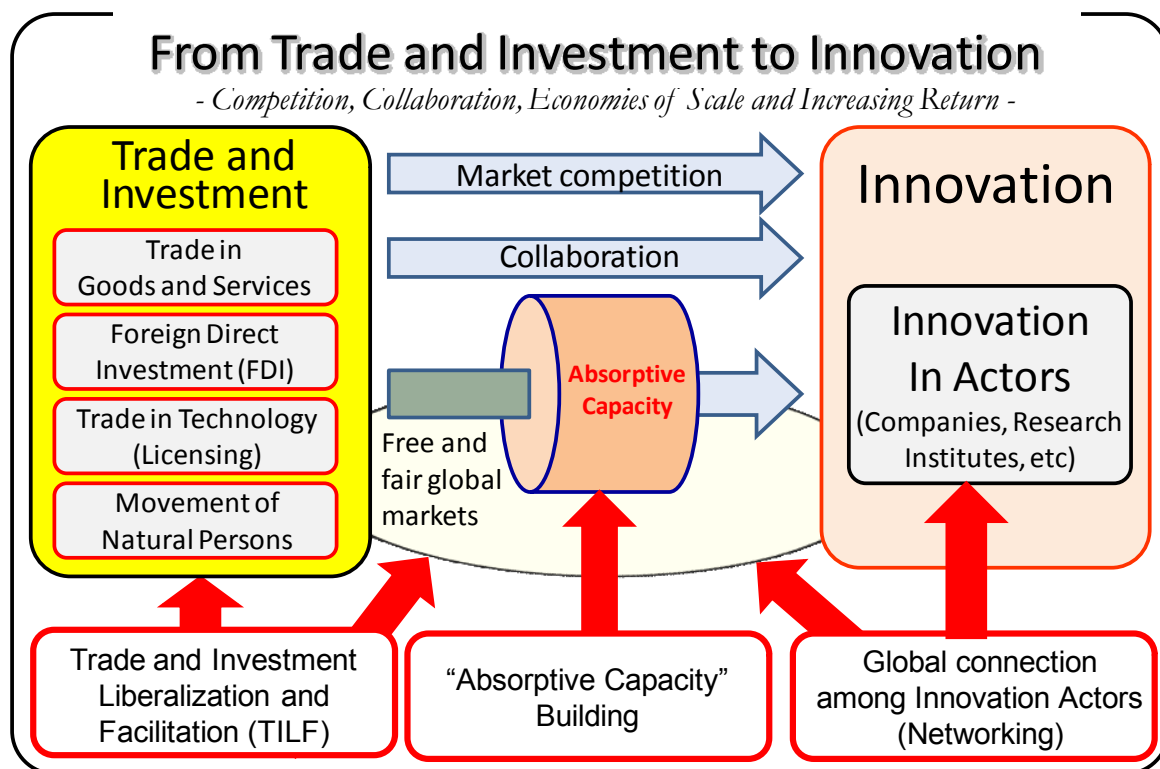 From Trade and Investment to Innovation
- Competition, Collaboration, Economies of Scale and Increasing Return -
Trade and
Investment
Trade in
Goods and Services
Foreign Direct
Investment (FDI)
Trade in Technology
(Licensing)
Movement of
Natural Persons
Market competition
Collaboration
Absorptive
Capacity
Free and
fair global
markets
Innovation
Innovation
In Actors
(Companies, Research
Institutes, etc)
Trade and Investment
Liberalization and
Facilitation (TILF)
“Absorptive Capacity”
Building
Global connection
among Innovation Actors
(Networking)